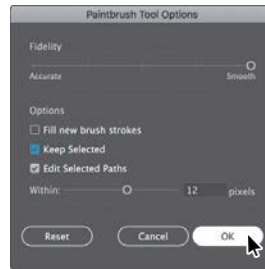 Paintbrush Tool Options
Fidelity
Accurate Smooth
Options
Fill new brush strokes
Keep Selected
Edit Selected Paths
Within: 12 pixels
Reset Cancel OK